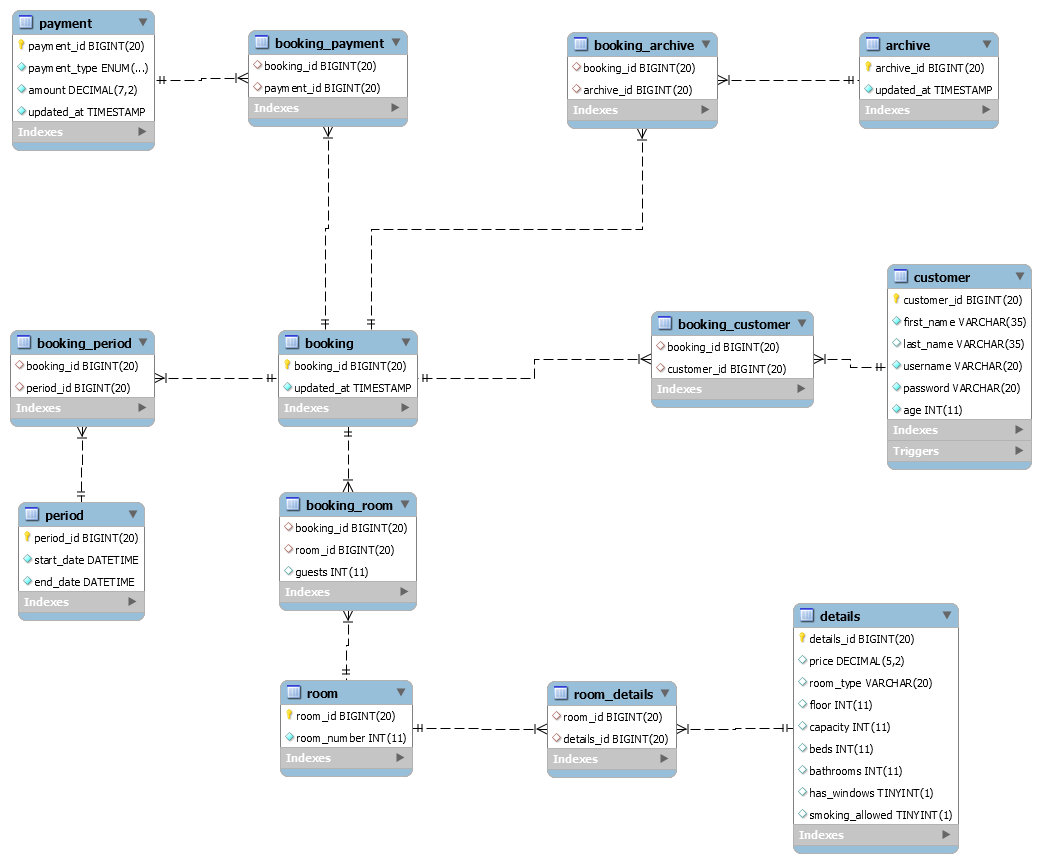 payment
payment_id BIGINT(20)
payment_type ENUM(...)
amount DECIMAL(7,2)
updated_at TIMESTAMP
Indexes
booking_payment
booking_id BIGINT(20)
payment_id BIGINT(20)
Indexes
booking_archive
booking_id BIGINT(20)
archive_id BIGINT(20)
Indexes
archive
archive_id BIGINT(20)
updated_at TIMESTAMP
Indexes
customer
customer_id BIGINT(20)
first_name VARCHAR(35)
last_name VARCHAR(35)
username VARCHAR(20)
password VARCHAR(20)
age INT(11)
Indexes
Triggers
booking_period
booking_id BIGINT(20)
period_id BIGINT(20)
Indexes
booking
booking_id BIGINT(20)
updated_at TIMESTAMP
Indexes
booking_customer
booking_id BIGINT(20)
customer_id BIGINT(20)
Indexes
period
period_id BIGINT(20)
start_date DATETIME
end_date DATETIME
Indexes
booking_room
booking_id BIGINT(20)
room_id BIGINT(20)
guests INT(11)
Indexes
room
room_id BIGINT(20)
room_number INT(11)
Indexes
room_details
room_id BIGINT(20)
details_id BIGINT(20)
Indexes
details
details_id BIGINT(20)
price DECIMAL(5,2)
room_type VARCHAR(20)
floor INT(11)
capacity INT(11)
beds INT(11)
bathrooms INT(11)
has_windows TINYINT(1)
smoking_allowed TINYINT(1)
Indexes